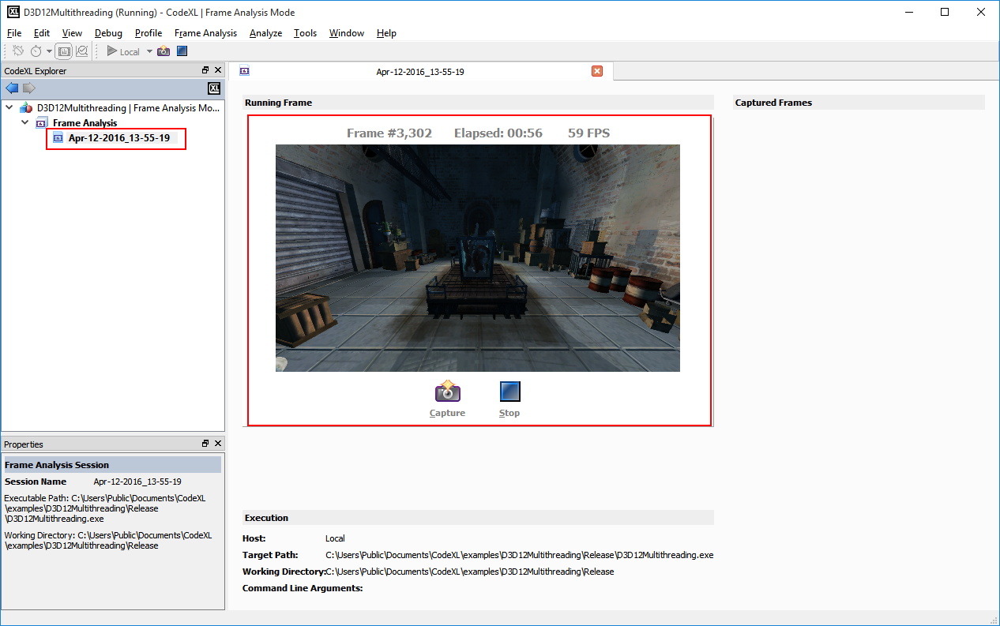 XL D3D12Multithreading (Running) - CodeXL | Frame Analysis Mode
File Edit View Debug Profile Frame Analysis Analyze Tools Window Help
Local
CodeXL Explorer
XL
D3D12Multithreading | Frame Analysis Mo...
Frame Analysis
Apr-12-2016_13-55-19
Properties
Frame Analysis Session
Session Name Apr-12-2016_13-55-19
Executable Path: C:\Users\Public\Documents\CodeXL
\examples\D3D12Multithreading\Release
\D3D12Multithreading.exe
Working Directory: C:\Users\Public\Documents\CodeXL
\examples\D3D12Multithreading\Release
Apr-12-2016_13-55-19
Running Frame
Frame #3,302 Elapsed: 00:56 59 FPS
Capture Stop
Captured Frames
Execution
Host: Local
Target Path: C:\Users\Public\Documents\CodeXL\examples\D3D12Multithreading\Release\D3D12Multithreading.exe
Working Directory:C:\Users\Public\Documents\CodeXL\examples\D3D12Multithreading\Release
Command Line Arguments: